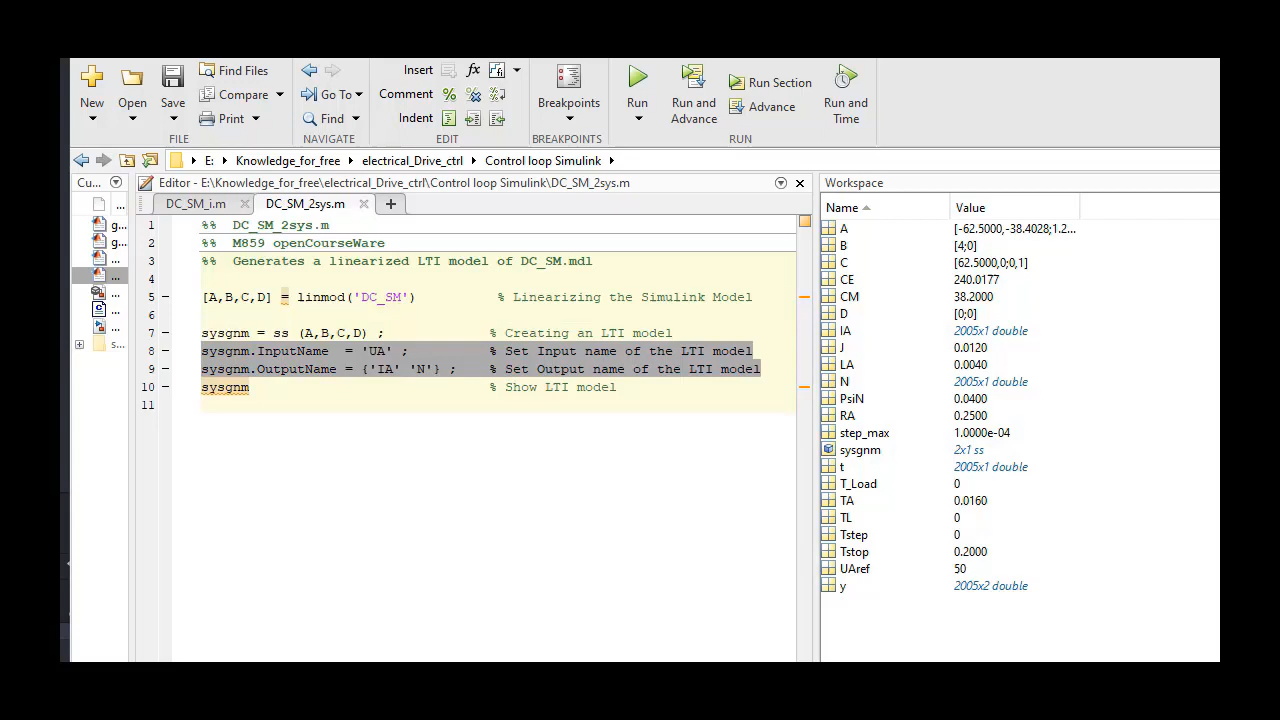 New
Open
Save
Find Files
Compare
Print
FILE
Go To
Find
NAVIGATE
Insert
fx
Comment
%
Indent
EDIT
Breakpoints
BREAKPOINTS
Run
Run and
Advance
Run Section
Advance
Run and
Time
RUN
E: Knowledge_for_free electrical_Drive_ctrl Control loop Simulink
Cu...
Editor - E:\Knowledge_for_free\electrical_Drive_ctrl\Control loop Simulink\DC_SM_2sys.m
Workspace
DC_SM_i.m
DC_SM_2sys.m
...
g...
g...
...
...
...
...
...
s...
1 %% DC_SM_2sys.m
2 %% M859 openCourseWare
3 %% Generates a linearized LTI model of DC_SM.mdl
4
5 [A,B,C,D] = linmod('DC_SM') % Linearizing the Simulink Model
6
7 sysgnm = ss (A,B,C,D) ; % Creating an LTI model
8 sysgnm.InputName = 'UA' ; % Set Input name of the LTI model
9 sysgnm.OutputName = {'IA' 'N'} ; % Set Output name of the LTI model
10 sysgnm % Show LTI model
11
Name Value
A [-62.5000,-38.4028;1.2...
B [4;0]
C [62.5000,0;0,1]
CE 240.0177
CM 38.2000
D [0;0]
IA 2005x1 double
J 0.0120
LA 0.0040
N 2005x1 double
PsiN 0.0400
RA 0.2500
step_max 1.0000e-04
sysgnm 2x1 ss
t 2005x1 double
T_Load 0
TA 0.0160
TL 0
Tstep 0
Tstop 0.2000
UAref 50
y 2005x2 double